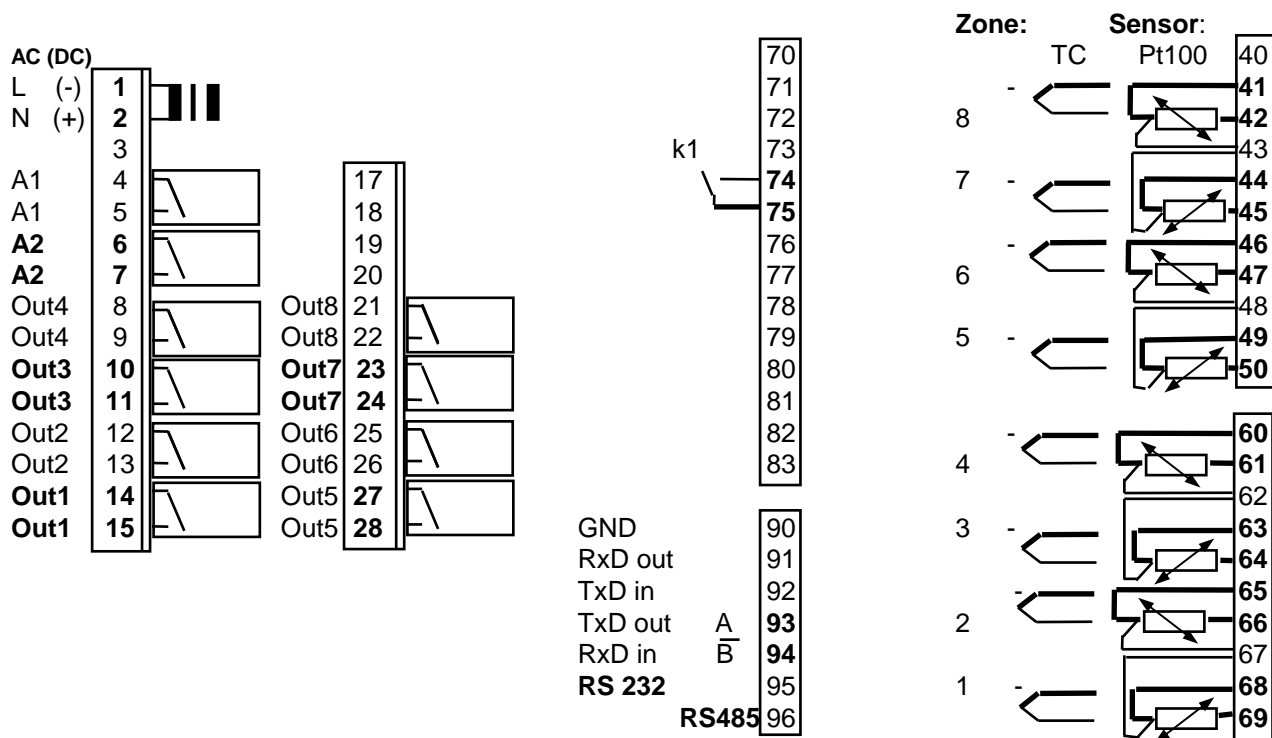 Zone: Sensor:
AC (DC) 70 TC Pt100 40
L (-) 1 71 - 41
N (+) 2 72 8 42
3 k1 73 43
A1 4 17 74 7 - 44
A1 5 18 75 45
A2 6 19 76 - 46
A2 7 20 77 6 47
Out4 8 Out8 21 78 48
Out4 9 Out8 22 79 5 - 49
Out3 10 Out7 23 80 50
Out3 11 Out7 24 81
Out2 12 Out6 25 82 - 60
Out2 13 Out6 26 83 4 61
Out1 14 Out5 27 62
Out1 15 Out5 28 GND 90 3 - 63
RxD out 91 64
TxD in 92 - 65
TxD out A 93 2 66
RxD in B 94 67
RS 232 95 1 - 68
RS485 96 69